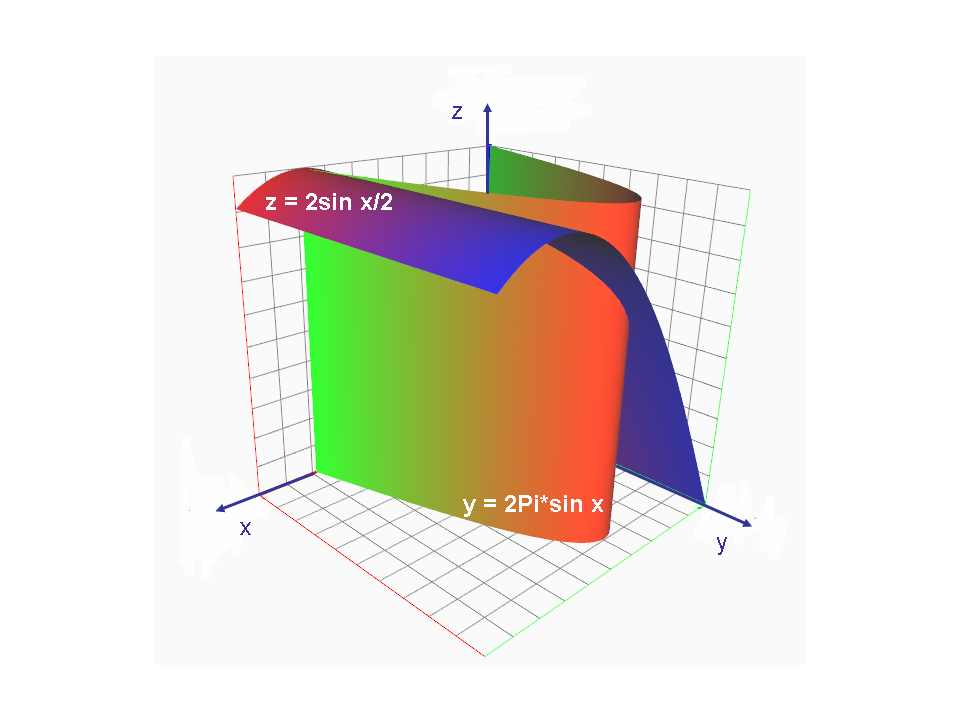 z
z = 2sin x/2
y = 2Pi*sin x
x
y